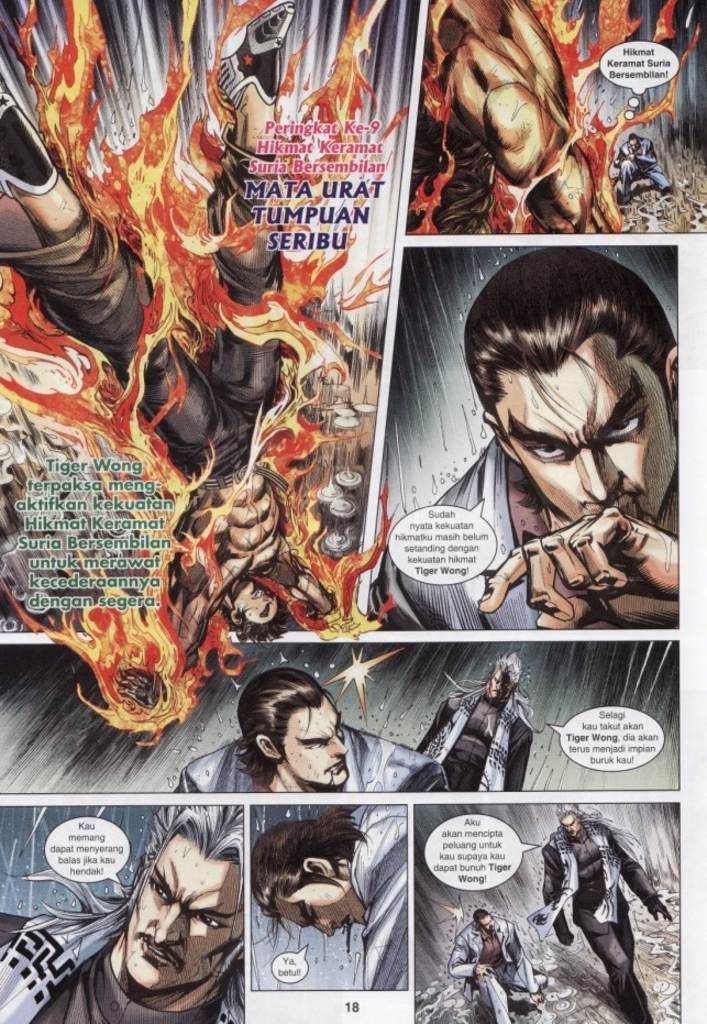 Peringkat Ke-9
Hikmat Keramat
Suria Bersembilan
MATA URAT
TUMPUAN
SERIBU
Tiger Wong
terpaksa meng-
aktifkan kekuatan
Hikmat Keramat
Suria Bersembilan
untuk merawat
kecederaannya
dengan segera.
Hikmat
Keramat Suria
Bersembilan!
Sudah
nyata kekuatan
hikmatku masih belum
setanding dengan
kekuatan hikmat
Tiger Wong!
Selagi
kau takut akan
Tiger Wong, dia akan
terus menjadi impian
buruk kau!
Kau
memang
dapat menyerang
balas jika kau
hendak!
Ya,
betul!
Aku
akan mencipta
peluang untuk
kau supaya kau
dapat bunuh Tiger
Wong!
18